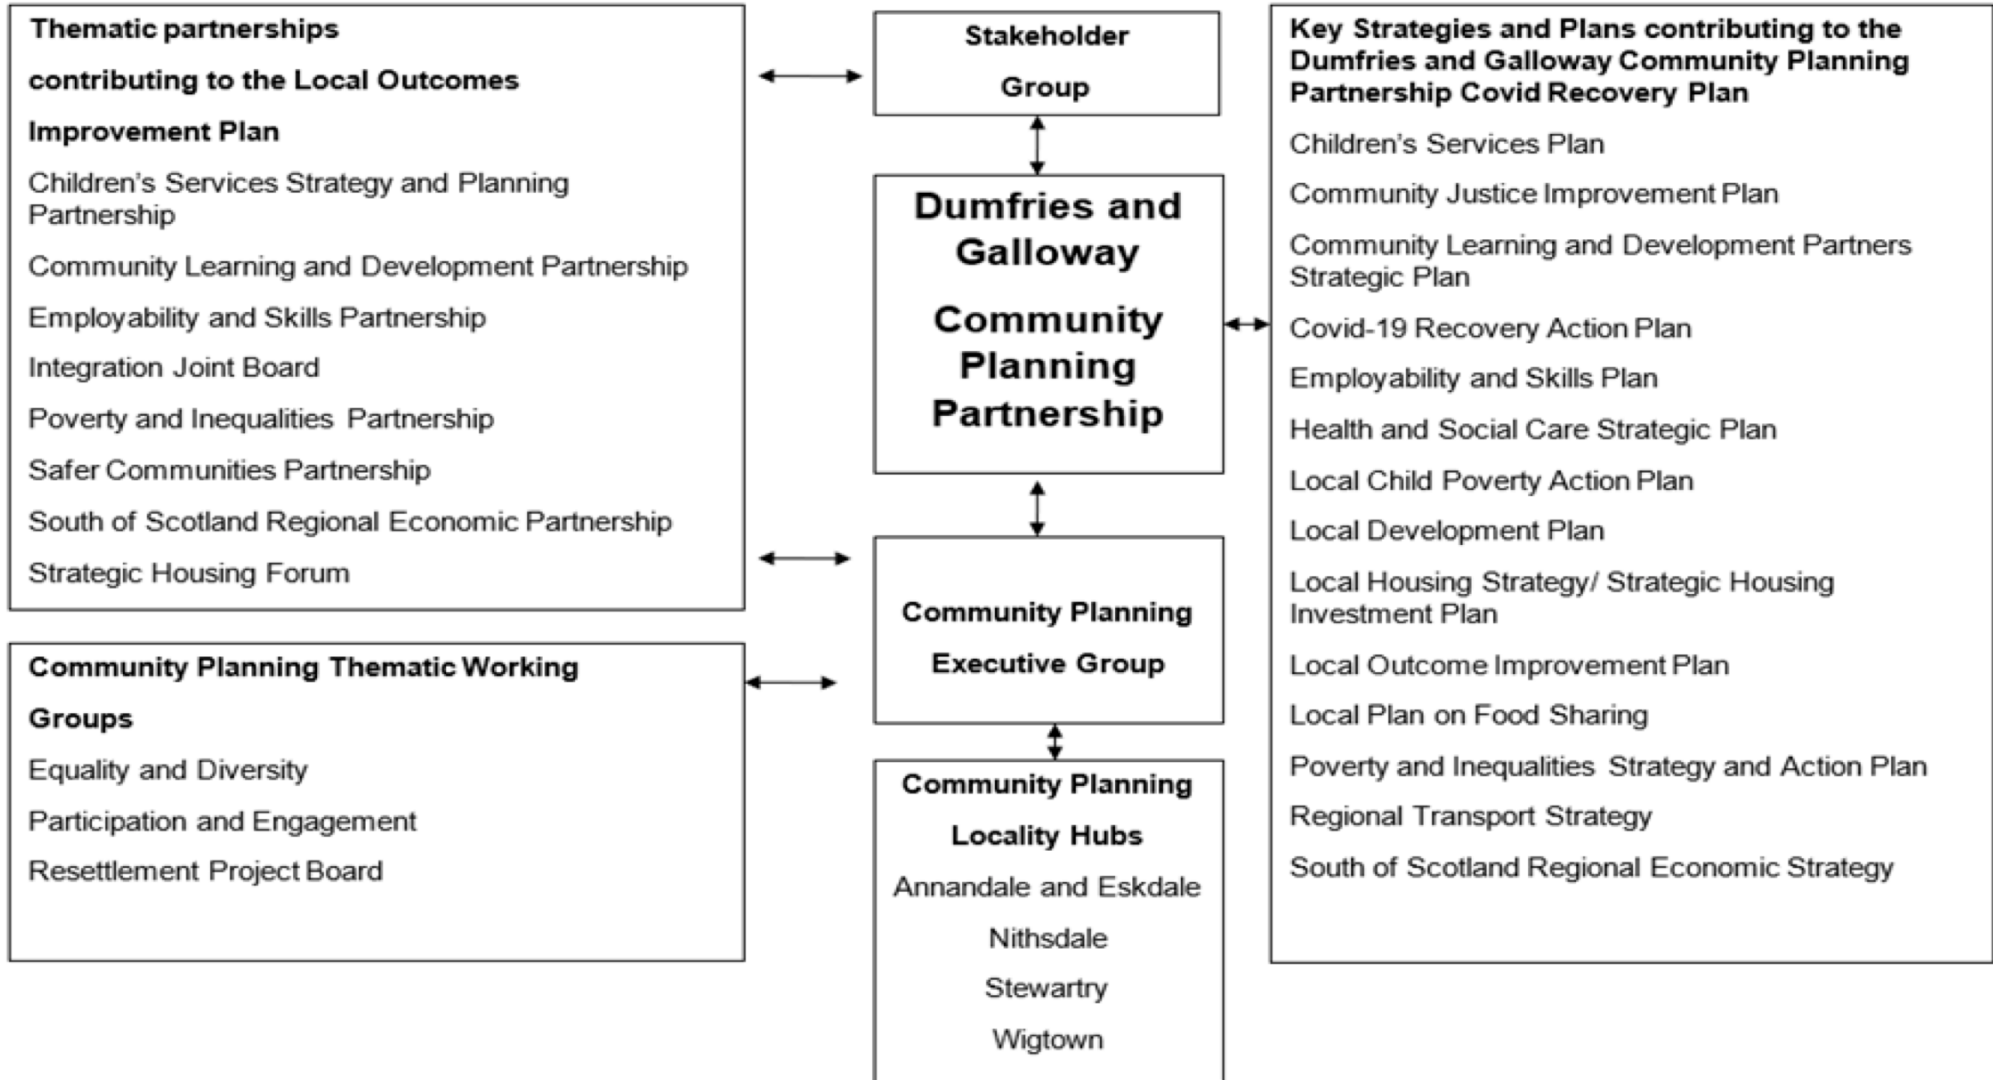 Thematic partnerships
contributing to the Local Outcomes
Improvement Plan
Children's Services Strategy and Planning
Partnership
Community Learning and Development Partnership
Employability and Skills Partnership
Integration Joint Board
Poverty and Inequalities Partnership
Safer Communities Partnership
South of Scotland Regional Economic Partnership
Strategic Housing Forum
Community Planning Thematic Working
Groups
Equality and Diversity
Participation and Engagement
Resettlement Project Board
Stakeholder
Group
Dumfries and
Galloway
Community
Planning
Partnership
Community Planning
Executive Group
Community Planning
Locality Hubs
Annandale and Eskdale
Nithsdale
Stewartry
Wigtown
Key Strategies and Plans contributing to the
Dumfries and Galloway Community Planning
Partnership Covid Recovery Plan
Children's Services Plan
Community Justice Improvement Plan
Community Learning and Development Partners
Strategic Plan
Covid-19 Recovery Action Plan
Employability and Skills Plan
Health and Social Care Strategic Plan
Local Child Poverty Action Plan
Local Development Plan
Local Housing Strategy/ Strategic Housing
Investment Plan
Local Outcome Improvement Plan
Local Plan on Food Sharing
Poverty and Inequalities Strategy and Action Plan
Regional Transport Strategy
South of Scotland Regional Economic Strategy